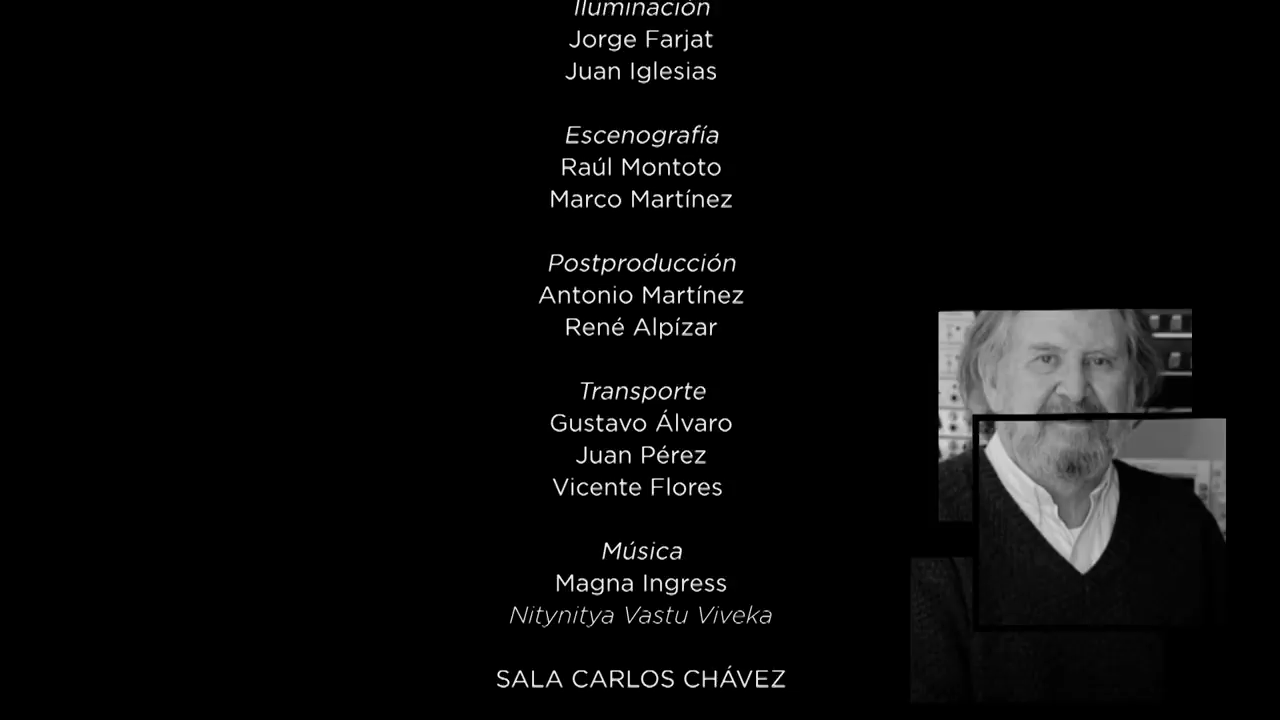 Iluminación
Jorge Farjat
Juan Iglesias
Escenografía
Raúl Montoto
Marco Martínez
Postproducción
Antonio Martínez
René Alpízar
Transporte
Gustavo Álvaro
Juan Pérez
Vicente Flores
Música
Magna Ingress
Nitynitya Vastu Viveka
SALA CARLOS CHÁVEZ